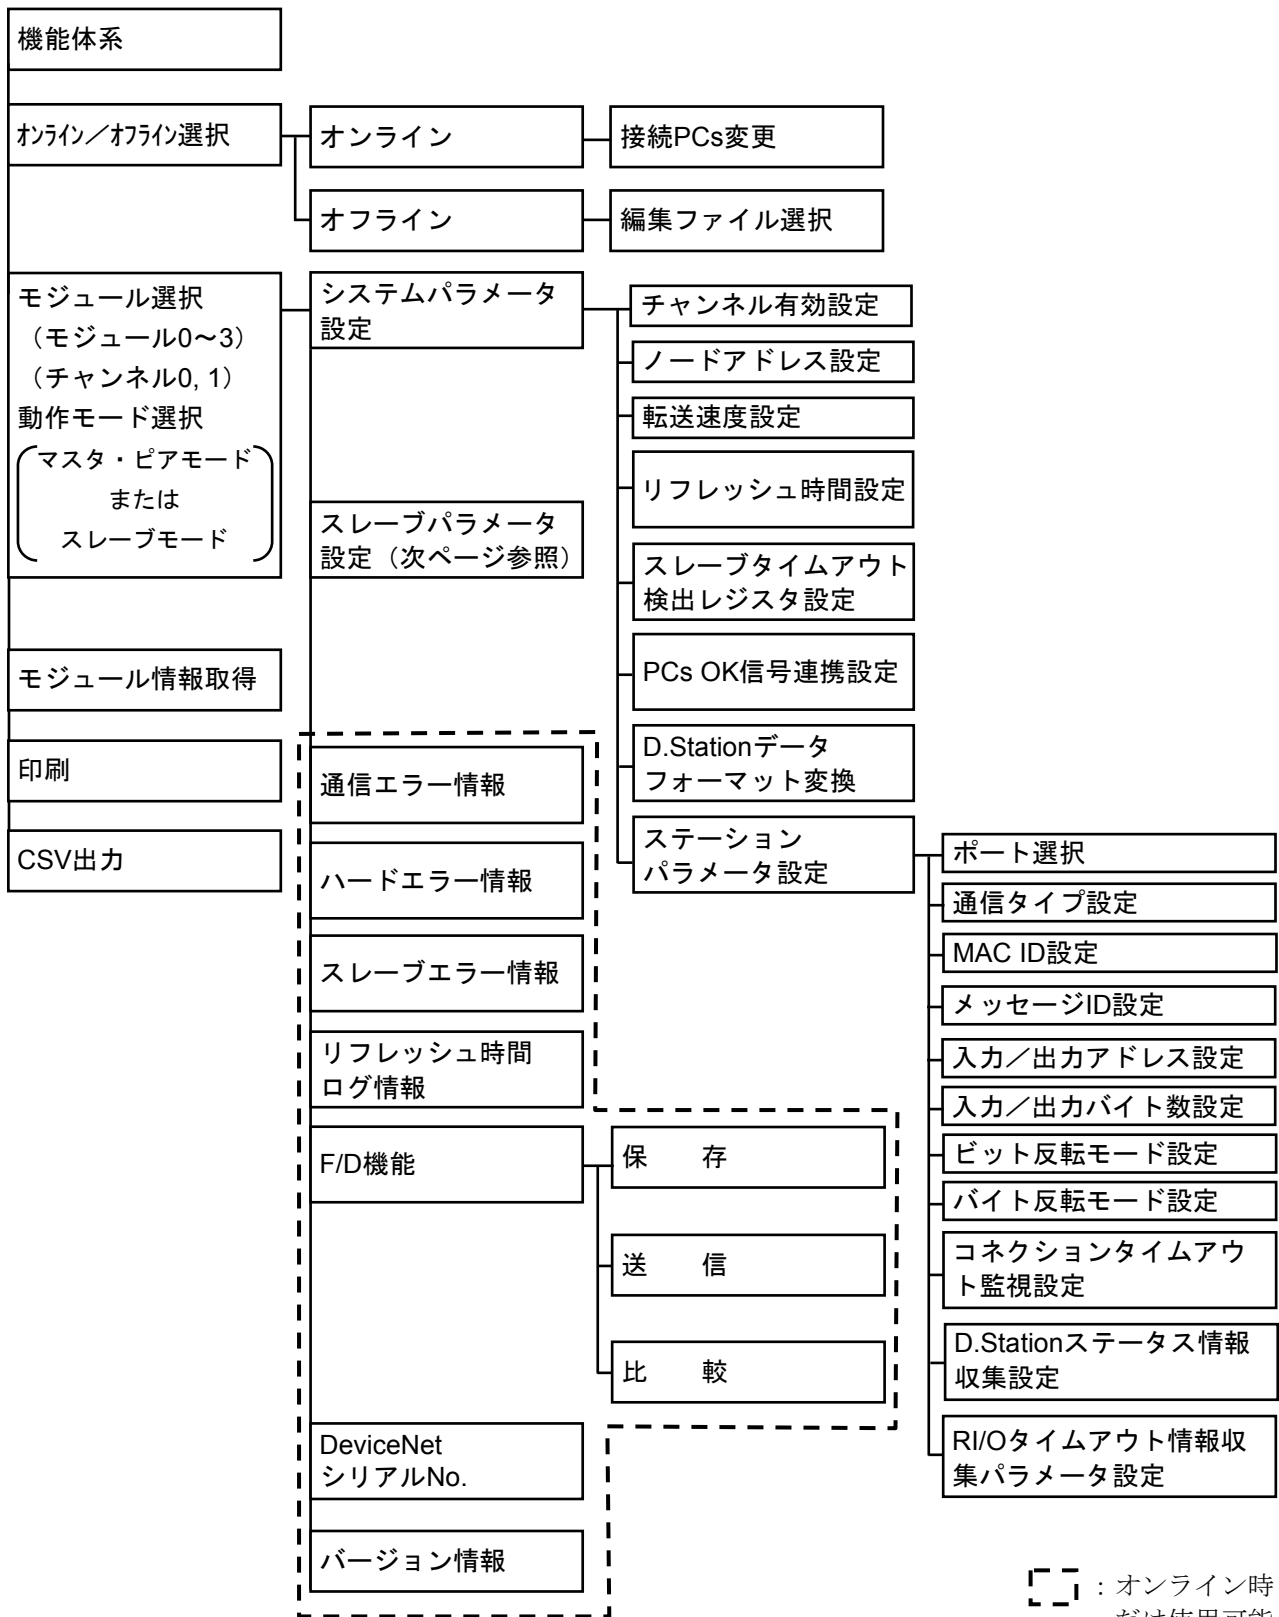 機能体系
ｵﾝﾗｲﾝ／ｵﾌﾗｲﾝ選択
オンライン
接続PCs変更
オフライン
編集ファイル選択
モジュール選択
（モジュール0～3）
（チャンネル0, 1）
動作モード選択
マスタ・ピアモード
または
スレーブモード
システムパラメータ
設定
チャンネル有効設定
ノードアドレス設定
転送速度設定
リフレッシュ時間設定
スレーブタイムアウト
検出レジスタ設定
PCs OK信号連携設定
D.Stationデータ
フォーマット変換
ステーション
パラメータ設定
ポート選択
通信タイプ設定
MAC ID設定
メッセージID設定
入力／出力アドレス設定
入力／出力バイト数設定
ビット反転モード設定
バイト反転モード設定
コネクションタイムアウ
ト監視設定
D.Stationステータス情報
収集設定
RI/Oタイムアウト情報収
集パラメータ設定
スレーブパラメータ
設定（次ページ参照）
通信エラー情報
ハードエラー情報
スレーブエラー情報
リフレッシュ時間
ログ情報
F/D機能
保　　存
送　　信
比　　較
DeviceNet
シリアルNo.
バージョン情報
モジュール情報取得
印刷
CSV出力
：オンライン時
だけ使用可能